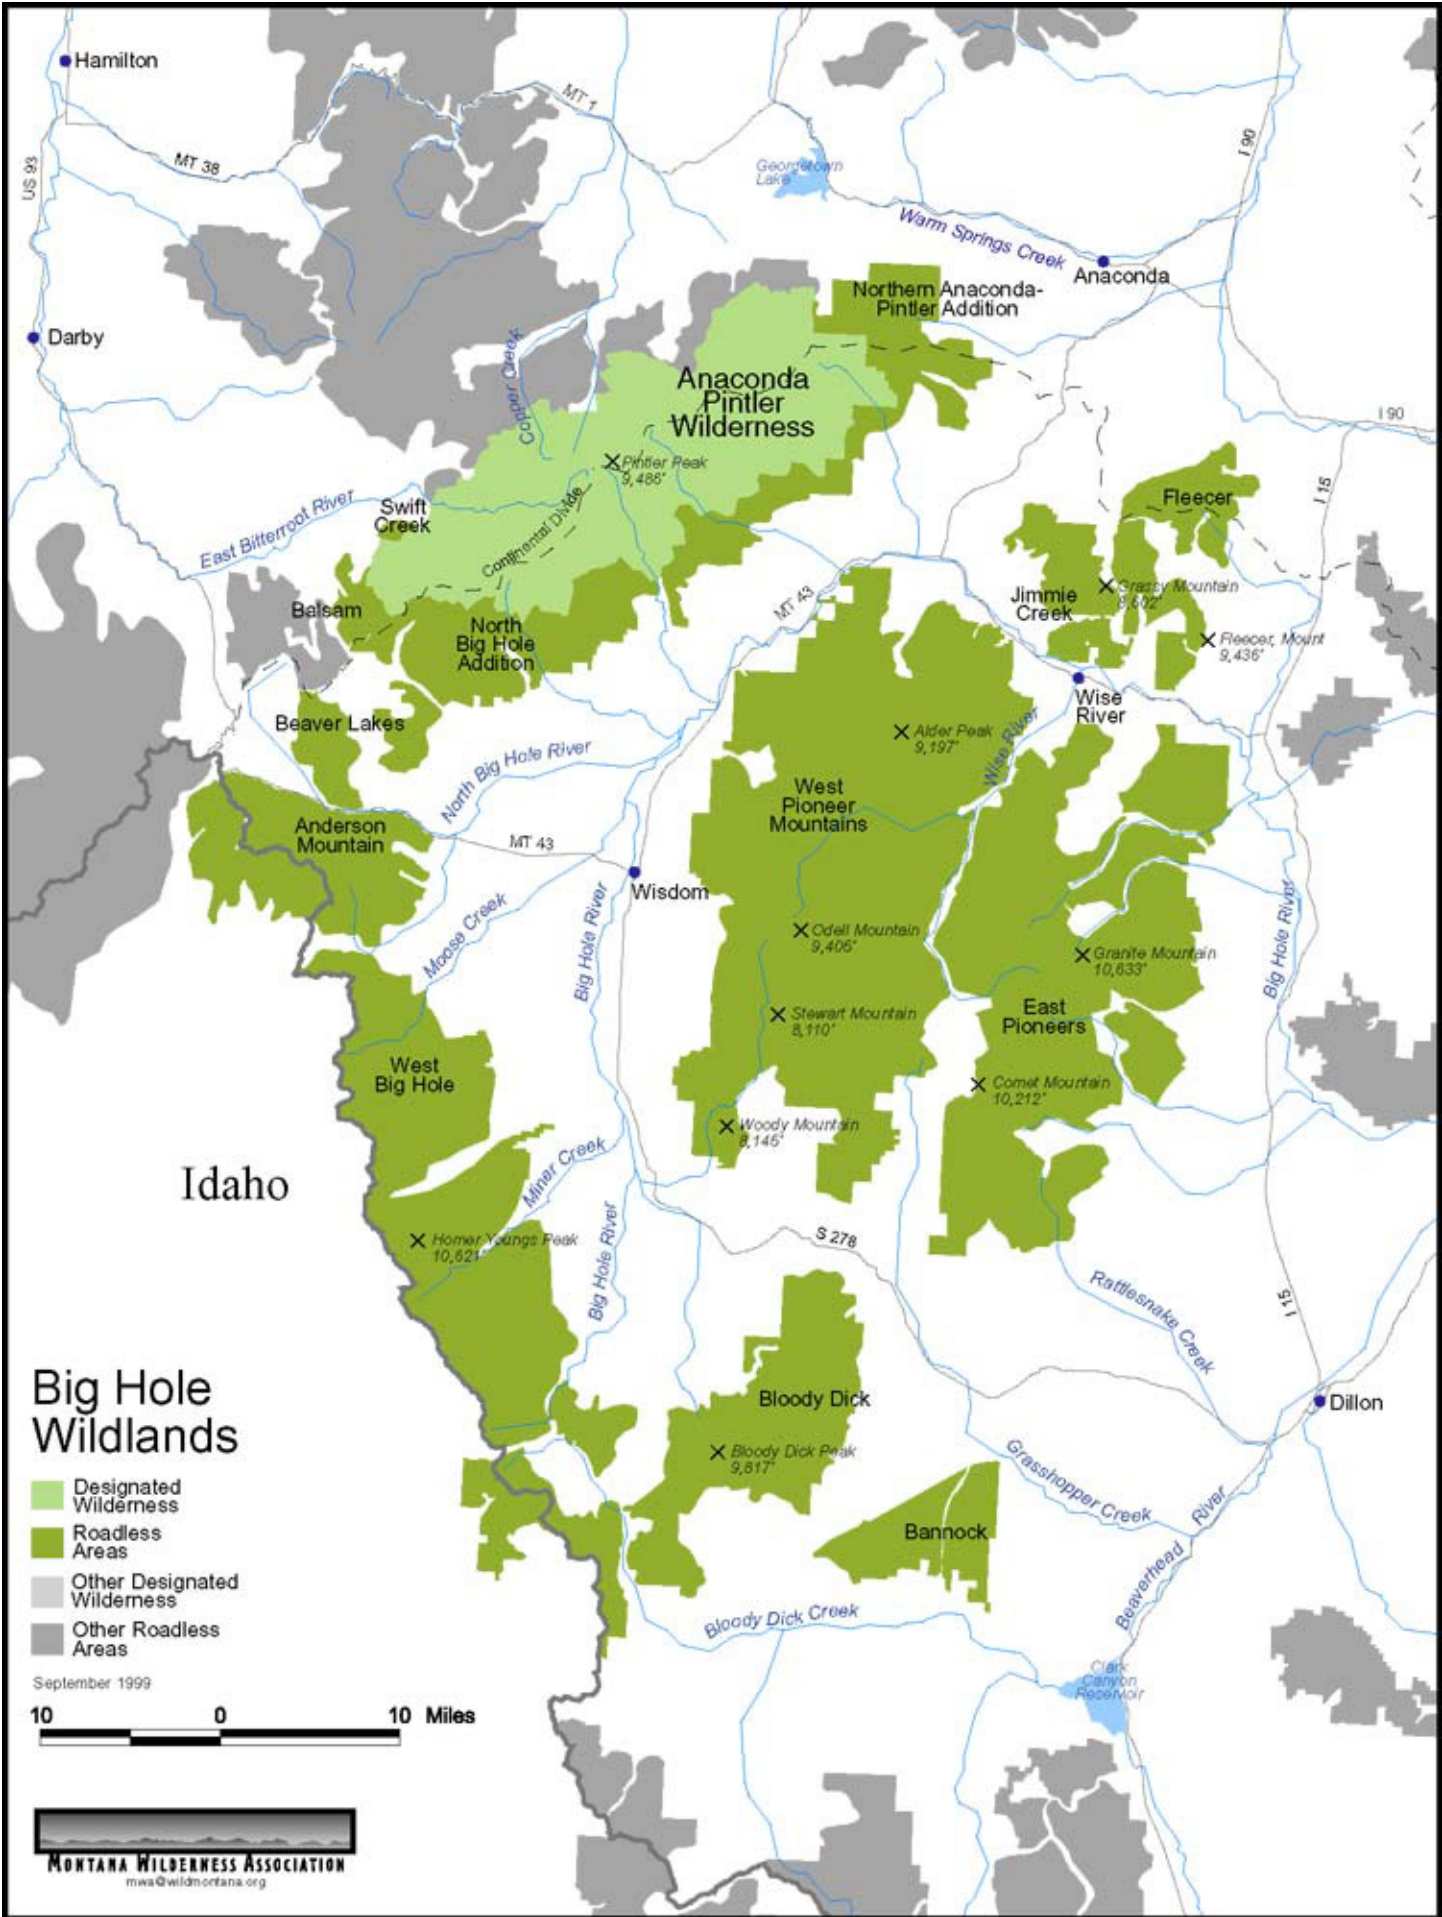 Hamilton
MT 1
MT 38
US 93
I 90
Georgetown
Lake
Warm Springs Creek
Anaconda
Northern Anaconda-
Pintler Addition
Darby
Copper Creek
Anaconda
Pintler
Wilderness
I 90
Pintler Peak
9,486'
Swift
Creek
Continental Divide
East Bitterroot River
Fleecer
I 15
Balsam
North
Big Hole
Addition
MT 43
Jimmie
Creek
Grassy Mountain
Fleecer, Mount
9,436'
Wise
River
Beaver Lakes
Alder Peak
9,197'
Wise River
North Big Hole River
West
Pioneer
Mountains
Anderson
Mountain
MT 43
Wisdom
Moose Creek
Big Hole River
Odell Mountain
9,406'
Granite Mountain
10,633'
Big Hole River
Stewart Mountain
8,110'
East
Pioneers
West
Big Hole
Comet Mountain
10,212'
Woody Mountain
8,145'
Idaho
Miner Creek
Homer Youngs Peak
10,621'
Big Hole River
S 278
Rattlesnake Creek
I 15
Big Hole
Wildlands
Bloody Dick
Dillon
Bloody Dick Peak
9,817'
Grasshopper Creek
Designated
Wilderness
Roadless
Areas
Bannock
Beaverhead River
Other Designated
Wilderness
Other Roadless
Areas
Bloody Dick Creek
Clark
Canyon
Reservoir
September 1999
10 0 10 Miles
MONTANA WILDERNESS ASSOCIATION
mwa@wildmontana.org